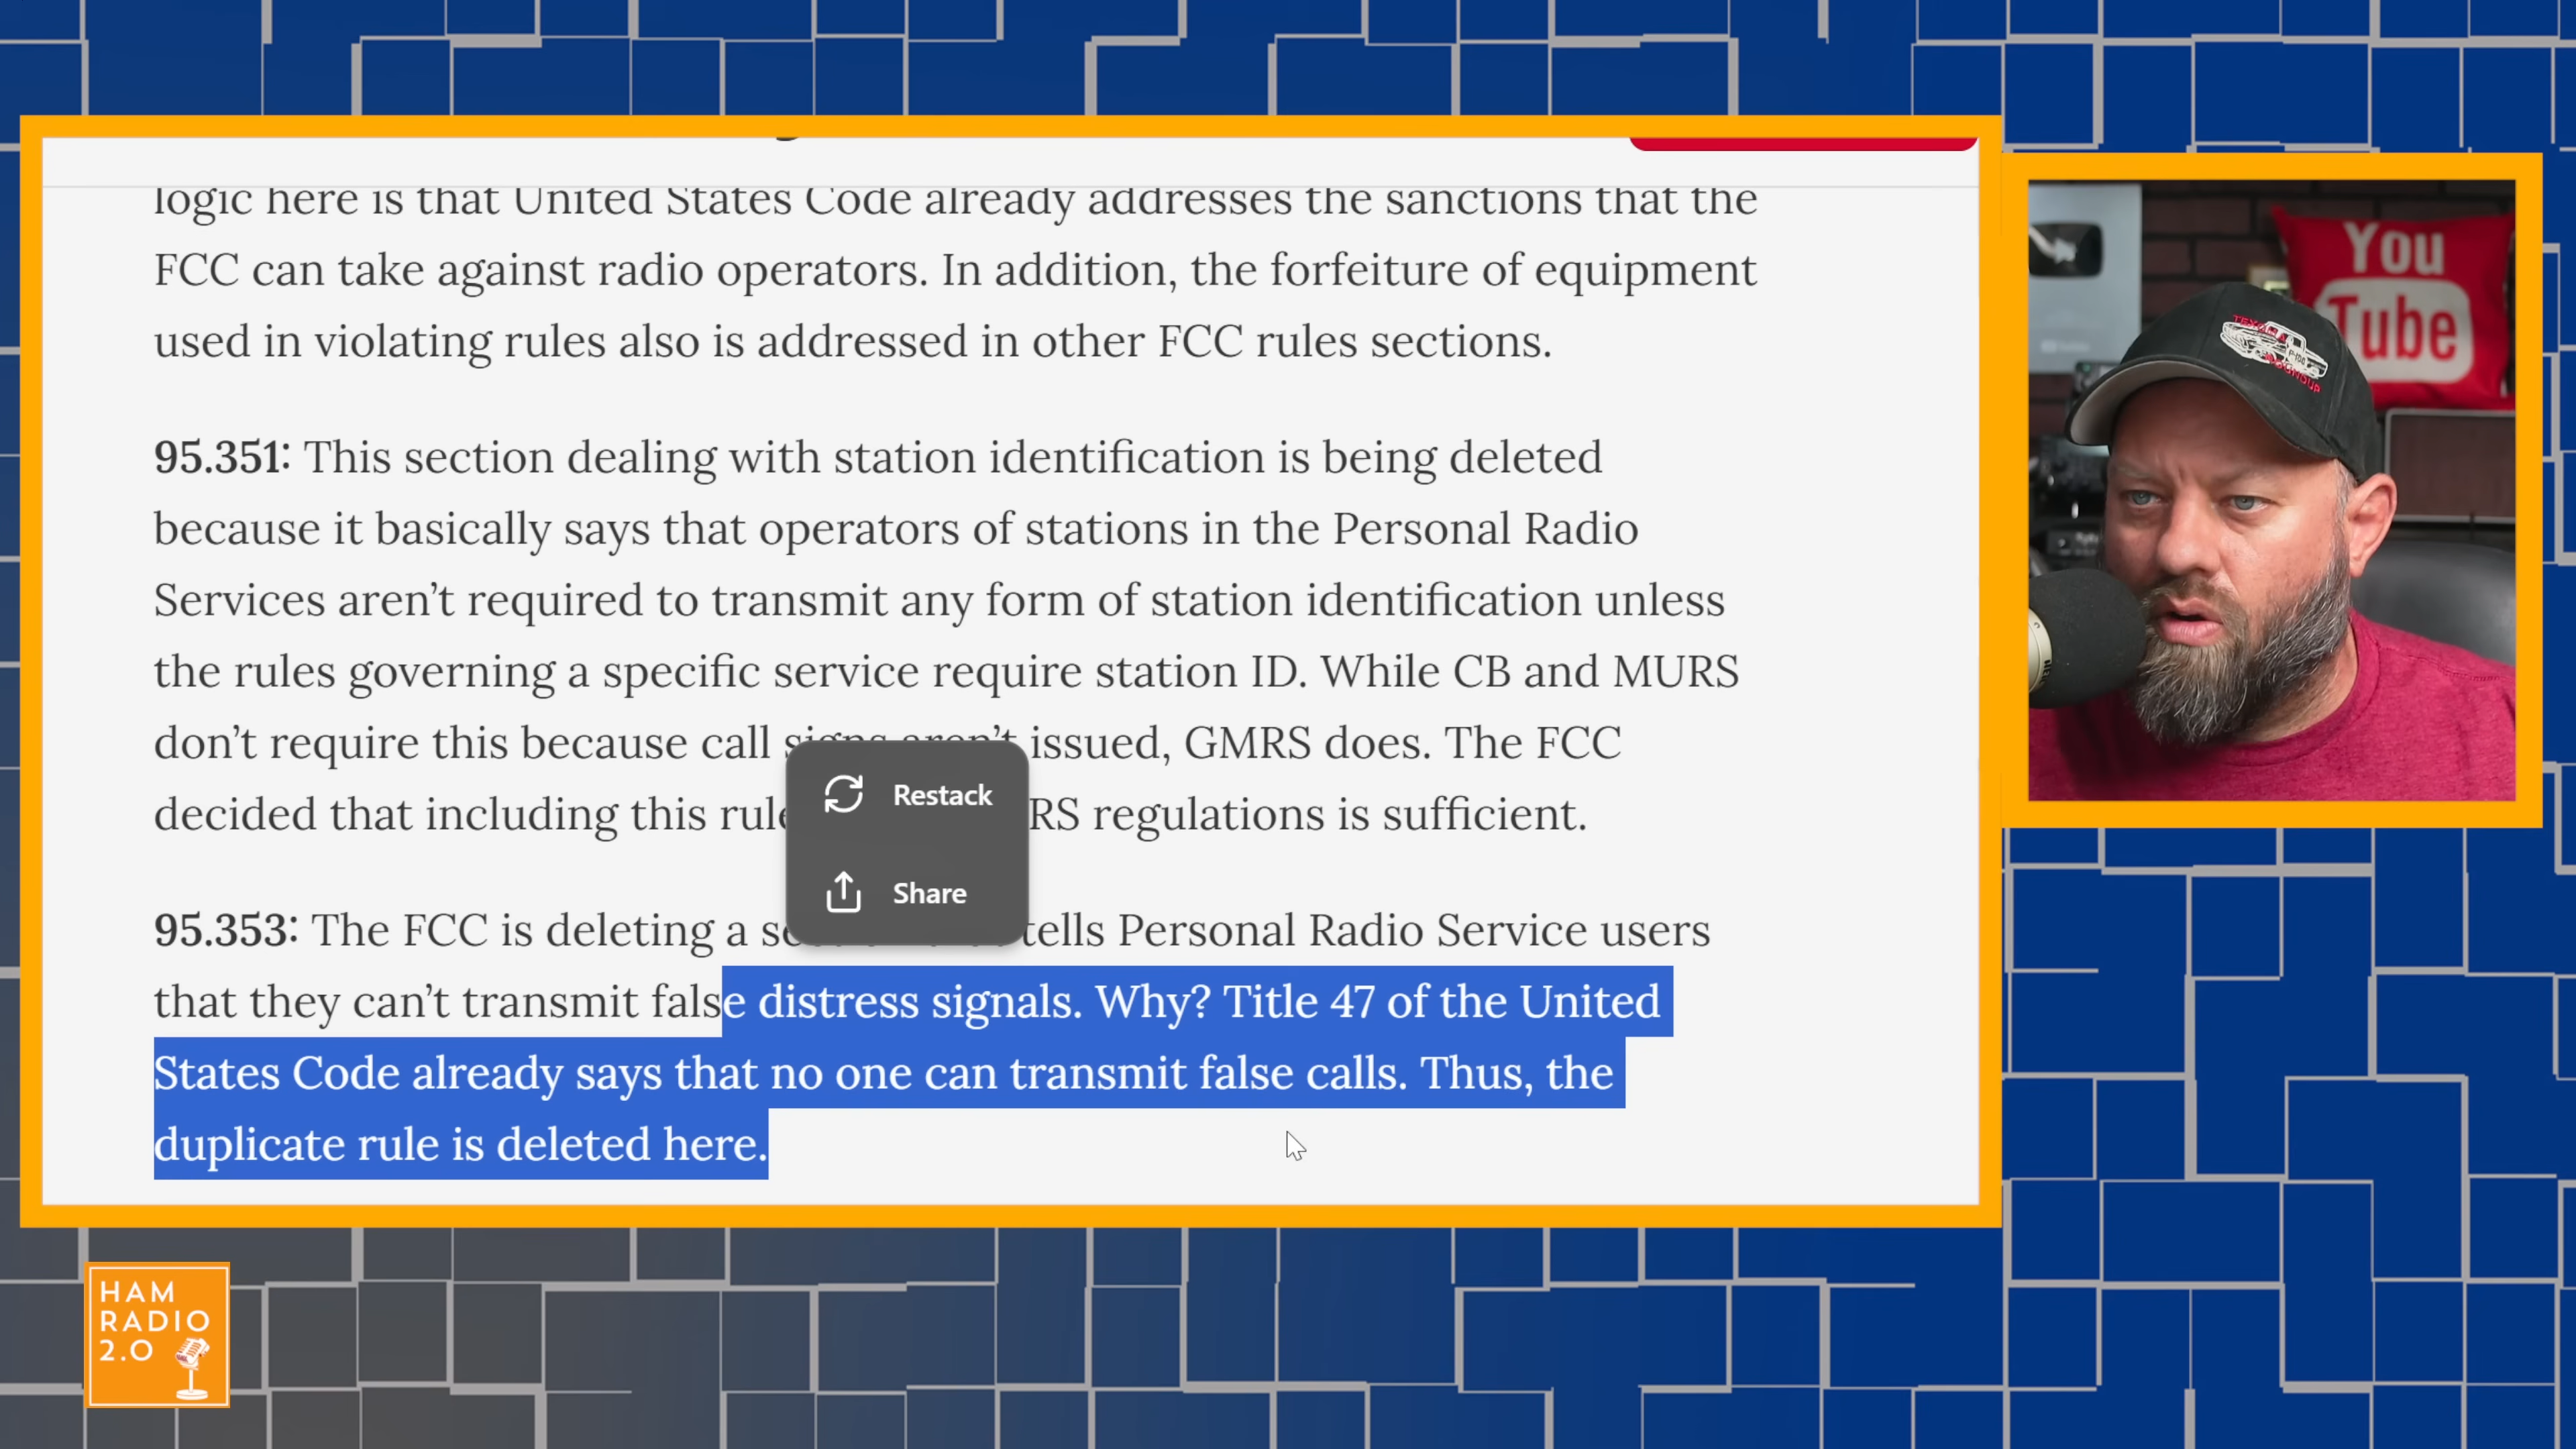 logic here is that United States Code already addresses the sanctions that the
FCC can take against radio operators. In addition, the forfeiture of equipment
used in violating rules also is addressed in other FCC rules sections.
95.351: This section dealing with station identification is being deleted
because it basically says that operators of stations in the Personal Radio
Services aren’t required to transmit any form of station identification unless
the rules governing a specific service require station ID. While CB and MURS
don’t require this because call signs aren’t issued, GMRS does. The FCC
decided that including this rule RS regulations is sufficient.
Restack
Share
95.353: The FCC is deleting a tells Personal Radio Service users
that they can’t transmit false distress signals. Why? Title 47 of the United
States Code already says that no one can transmit false calls. Thus, the
duplicate rule is deleted here.
You
Tube
HAM
RADIO
2.0